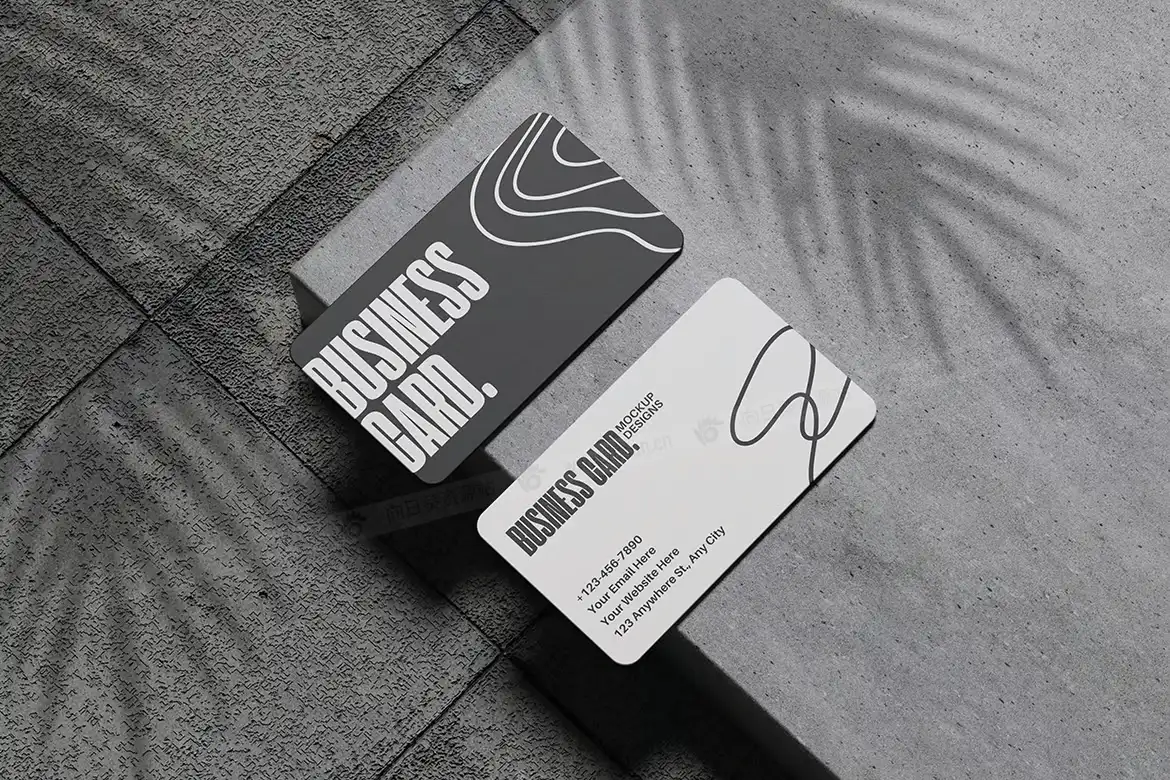 BUSINESS
CARD.
BUSINESS CARD.
MOCKUP
DESIGNS
+123-456-7890
Your Email Here
Your Website Here
123 Anywhere St., Any City